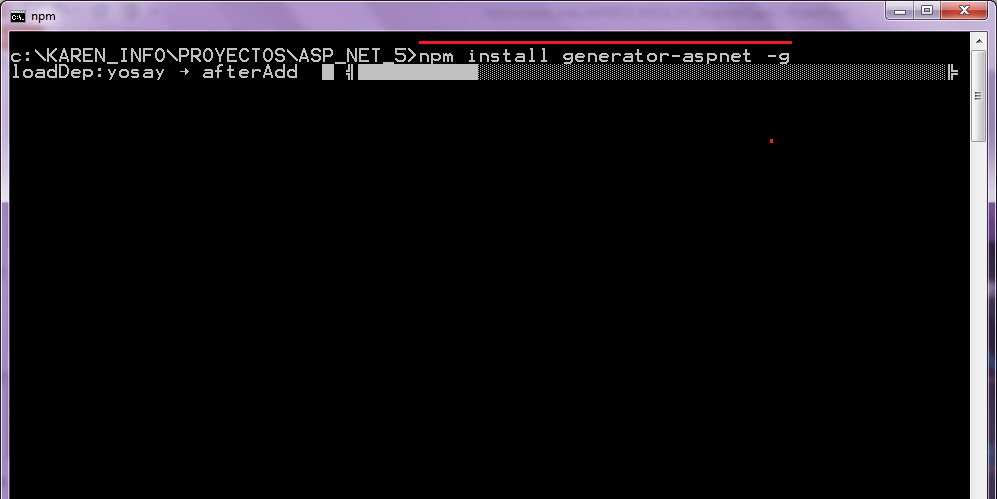 npm
c:\KAREN_INFO\PROYECTOS\ASP_NET_5>npm install generator-aspnet -g
loadDep:yosay → afterAdd